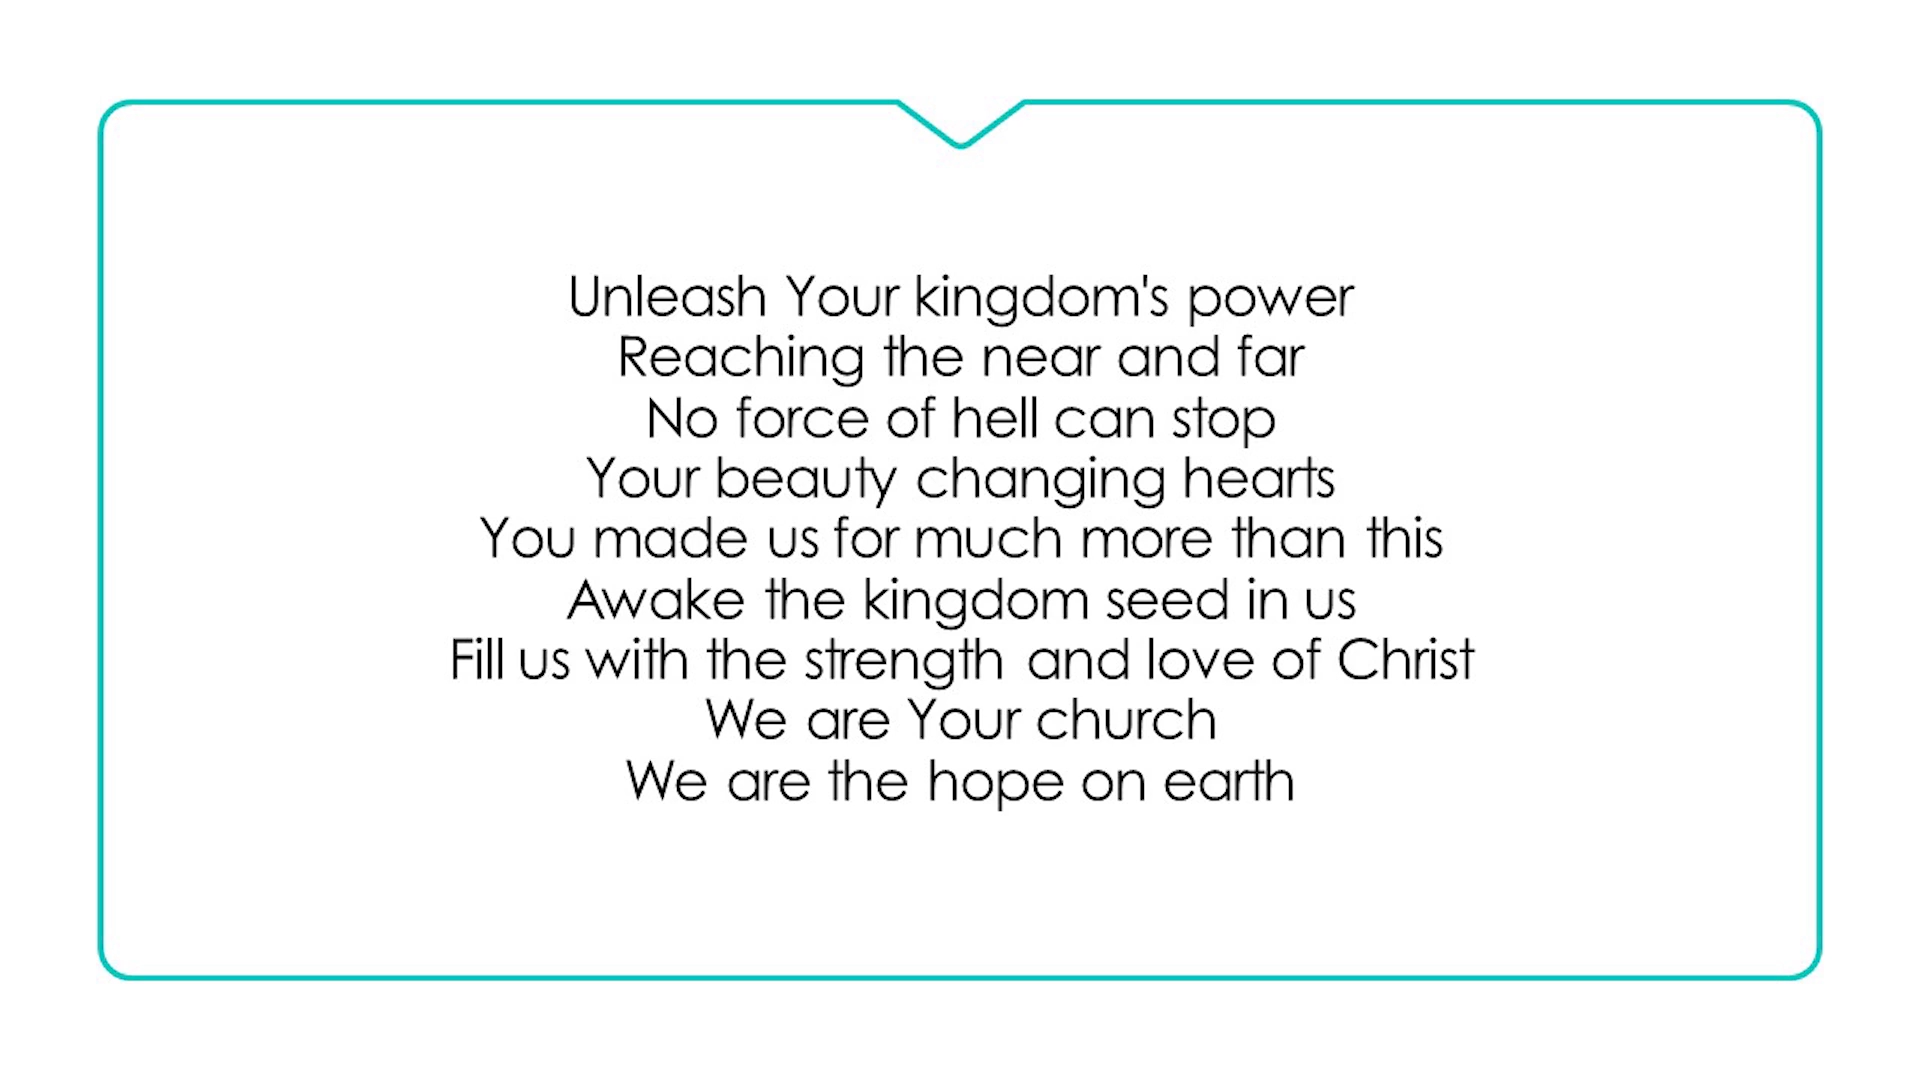 Unleash Your kingdom's power
Reaching the near and far
No force of hell can stop
Your beauty changing hearts
You made us for much more than this
Awake the kingdom seed in us
Fill us with the strength and love of Christ
We are Your church
We are the hope on earth